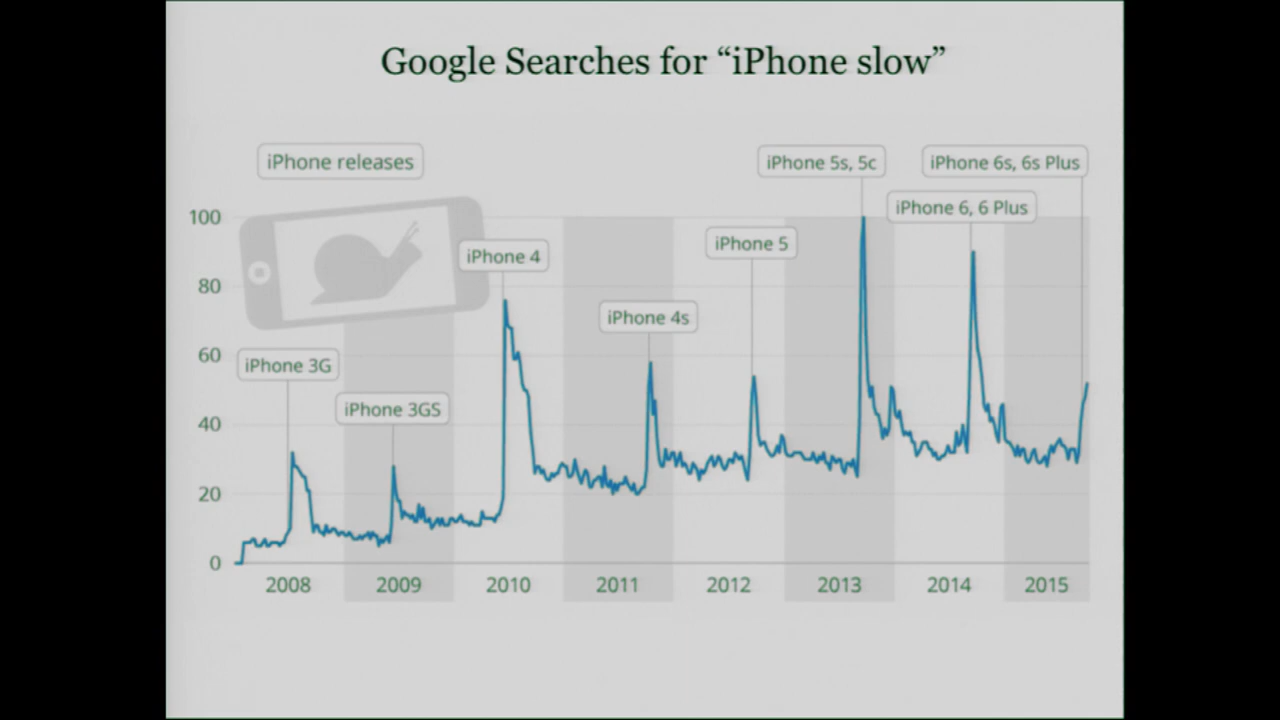 Google Searches for “iPhone slow”
iPhone releases
iPhone 5s, 5c
iPhone 6s, 6s Plus
iPhone 6, 6 Plus
100
iPhone 5
iPhone 4
80
iPhone 4s
60
iPhone 3G
iPhone 3GS
40
20
0
2008 2009 2010 2011 2012 2013 2014 2015